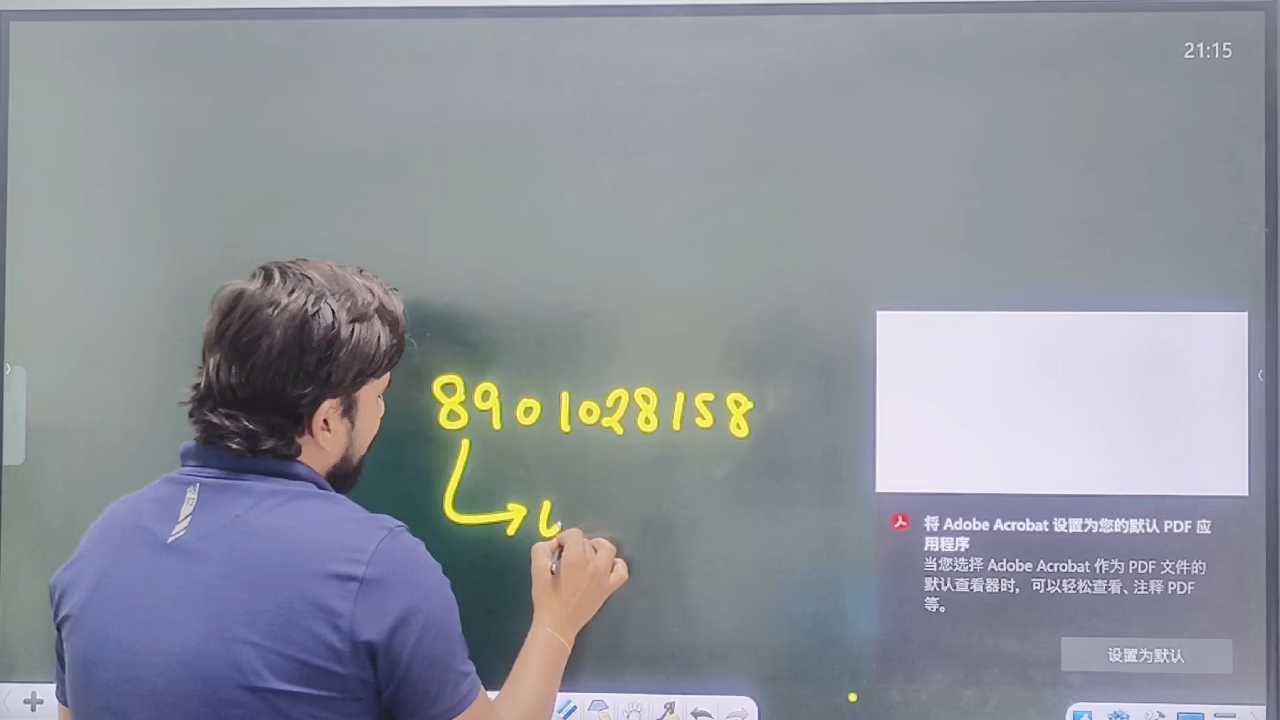 21:15
8901028158
将 Adobe Acrobat 设置为您的默认 PDF 应
用程序
当您选择 Adobe Acrobat 作为 PDF 文件的
默认查看器时，可以轻松查看、注释 PDF
等。
设置为默认